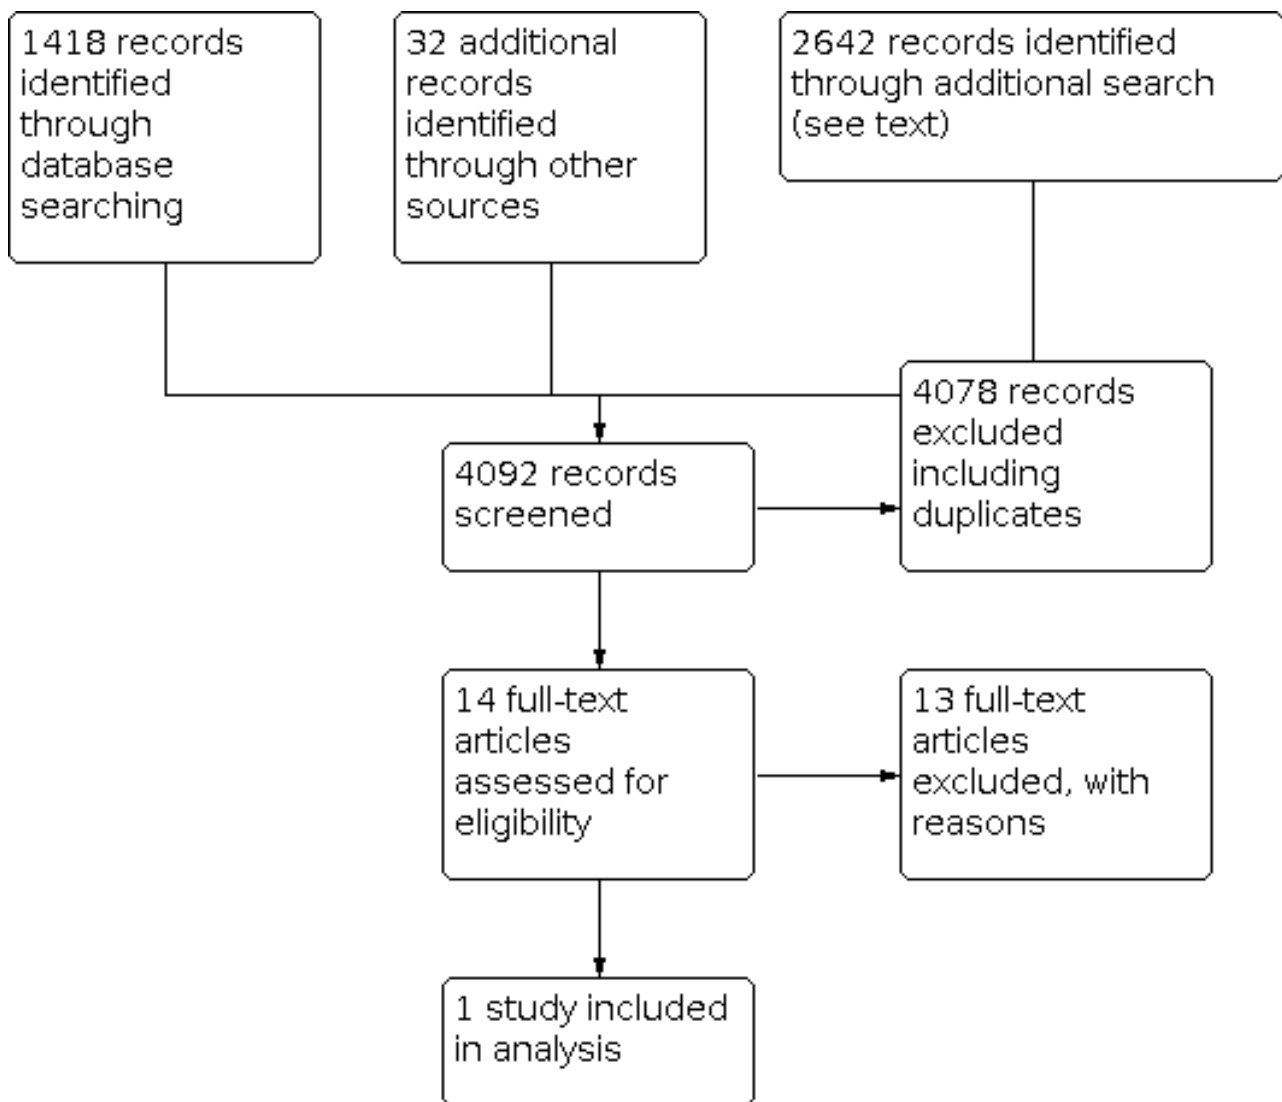 1418 records
identified
through
database
searching
32 additional
records
identified
through other
sources
2642 records identified
through additional search
(see text)
4078 records
excluded
including
duplicates
4092 records
screened
14 full-text
articles
assessed for
eligibility
13 full-text
articles
excluded, with
reasons
1 study included
in analysis